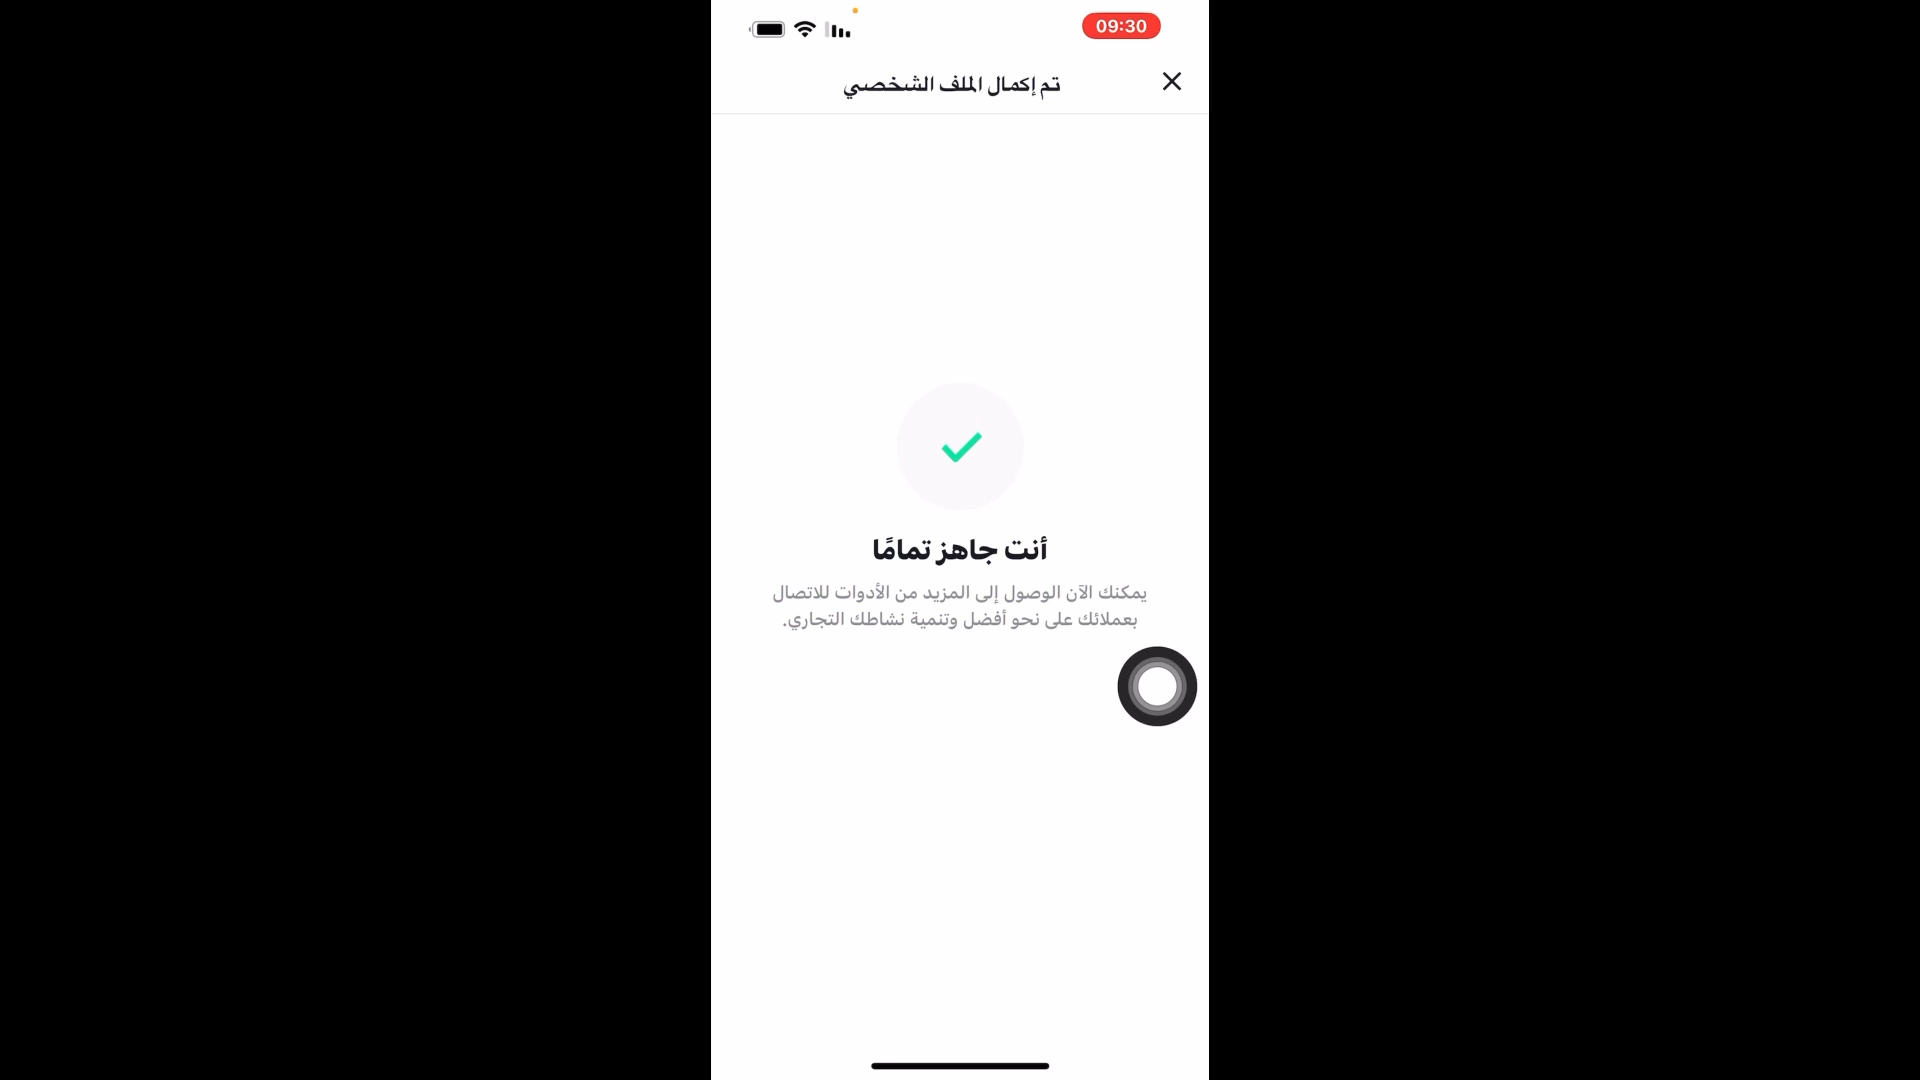 09:30
تم إكمال الملف الشخصي
أنت جاهز تمامًا
يمكنك الآن الوصول إلى المزيد من الأدوات للاتصال
بعملائك على نحو أفضل وتنمية نشاطك التجاري.